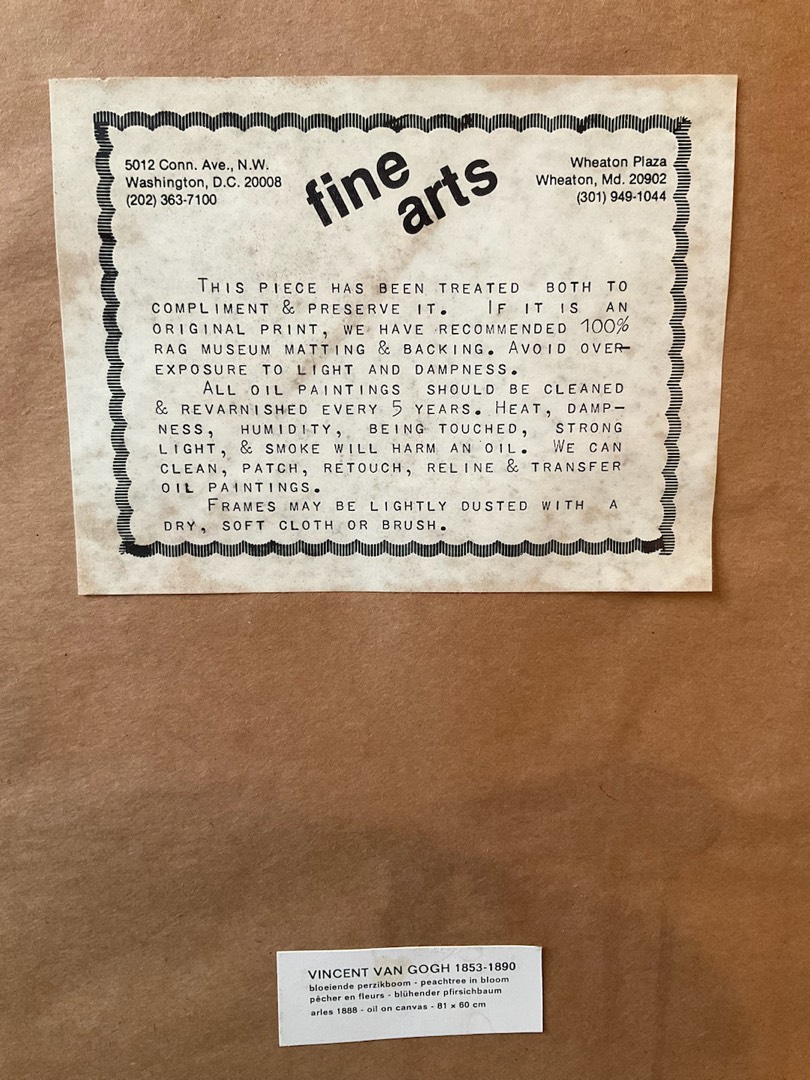 5012 Conn. Ave., N.W.
Washington, D.C. 20008
(202) 363-7100
fine
arts
Wheaton Plaza
Wheaton, Md. 20902
(301) 949-1044
THIS PIECE HAS BEEN TREATED BOTH TO
COMPLIMENT & PRESERVE IT. IF IT IS AN
ORIGINAL PRINT, WE HAVE RECOMMENDED 100%
RAG MUSEUM MATTING & BACKING. AVOID OVER-
EXPOSURE TO LIGHT AND DAMPNESS.
ALL OIL PAINTINGS SHOULD BE CLEANED
& REVARNISHED EVERY 5 YEARS. HEAT, DAMP-
NESS, HUMIDITY, BEING TOUCHED, STRONG
LIGHT, & SMOKE WILL HARM AN OIL. WE CAN
CLEAN, PATCH, RETOUCH, RELINE & TRANSFER
OIL PAINTINGS.
FRAMES MAY BE LIGHTLY DUSTED WITH A
DRY, SOFT CLOTH OR BRUSH.
VINCENT VAN GOGH 1853-1890
bloeiende perzikboom - peachtree in bloom
pêcher en fleurs - blühender pfirsichbaum
arles 1888 - oil on canvas - 81 × 60 cm